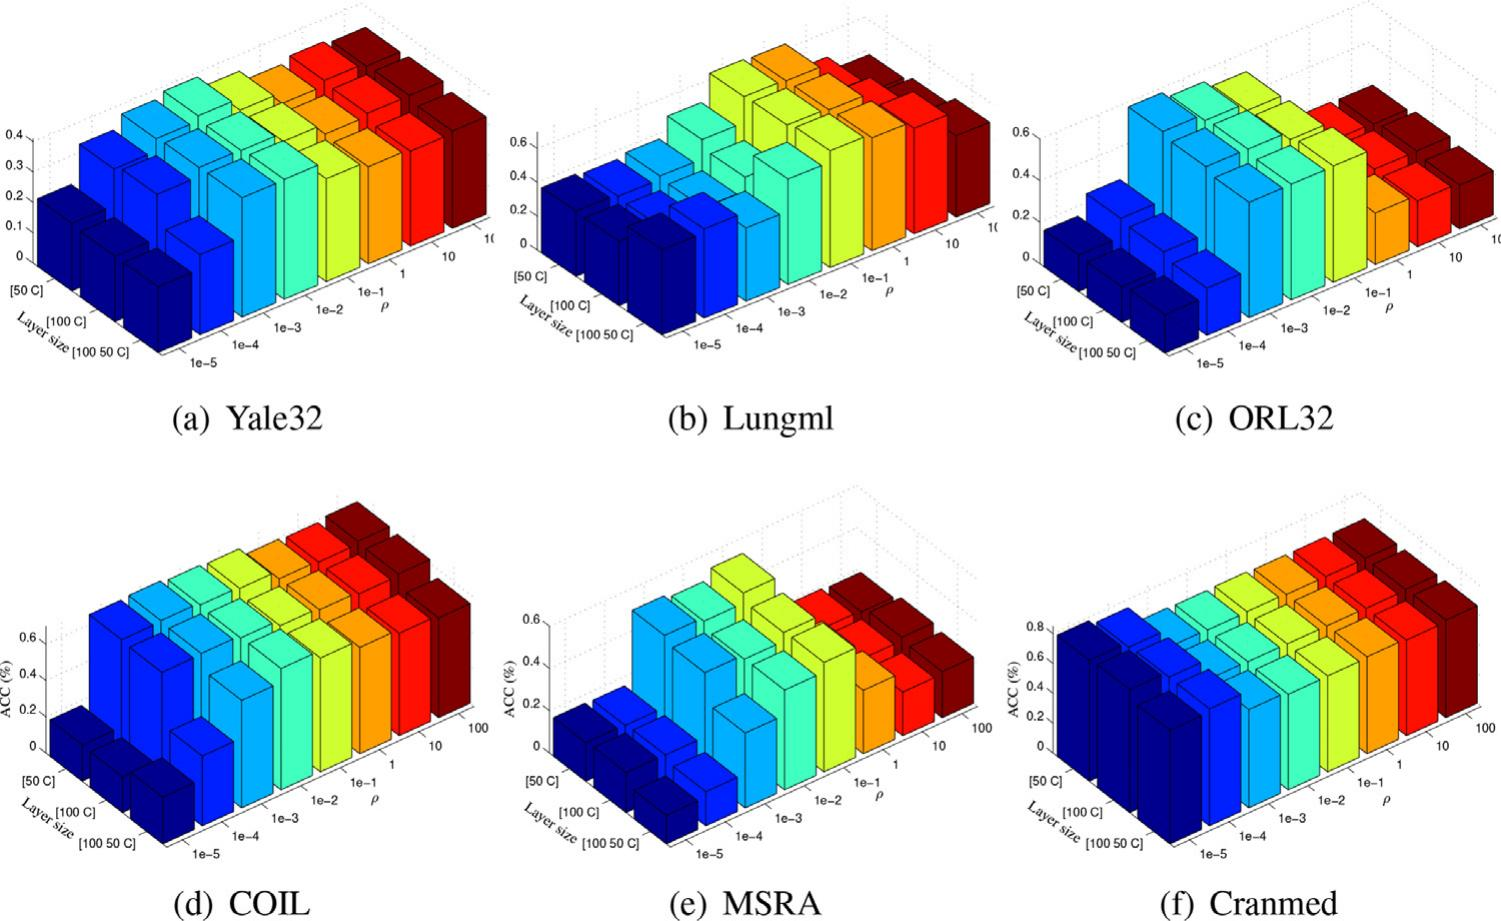 0.4
0.3
0.2
0.1
0
[50 C]
[100 C]
[100 50 C]
Layer size
1e−5
1e−4
1e−3
1e−2
1e−1
1
10
ρ
(a) Yale32
0.6
0.4
0.2
0
[50 C]
[100 C]
[100 50 C]
Layer size
1e−5
1e−4
1e−3
1e−2
1e−1
1
10
ρ
(b) Lungml
0.6
0.4
0.2
0
[50 C]
[100 C]
[100 50 C]
Layer size
1e−5
1e−4
1e−3
1e−2
1e−1
1
10
ρ
(c) ORL32
ACC (%)
0.6
0.4
0.2
0
[50 C]
[100 C]
[100 50 C]
Layer size
1e−5
1e−4
1e−3
1e−2
1e−1
1
10
100
ρ
(d) COIL
ACC (%)
0.6
0.4
0.2
0
[50 C]
[100 C]
[100 50 C]
Layer size
1e−5
1e−4
1e−3
1e−2
1e−1
1
10
100
ρ
(e) MSRA
ACC (%)
0.8
0.6
0.4
0.2
0
[50 C]
[100 C]
[100 50 C]
Layer size
1e−5
1e−4
1e−3
1e−2
1e−1
1
10
100
ρ
(f) Cranmed